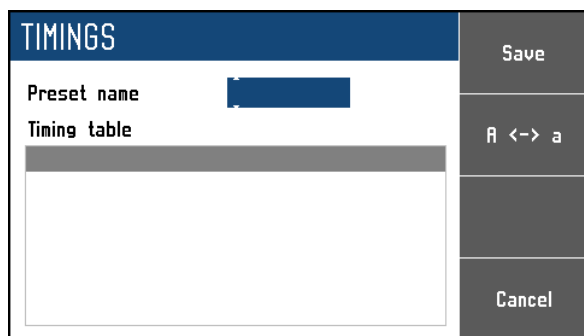 TIMINGS
Preset name
Timing table
Save
A <-> a
Cancel